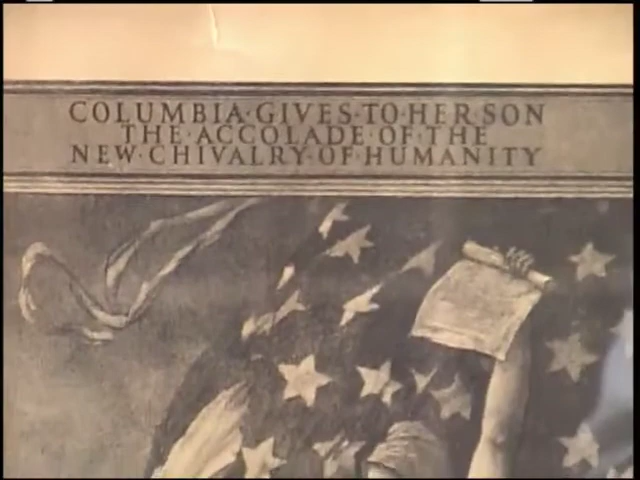 COLUMBIA·GIVES·TO·HER SON
THE·ACCOLADE·OF·THE
NEW·CHIVALRY·OF·HUMANITY